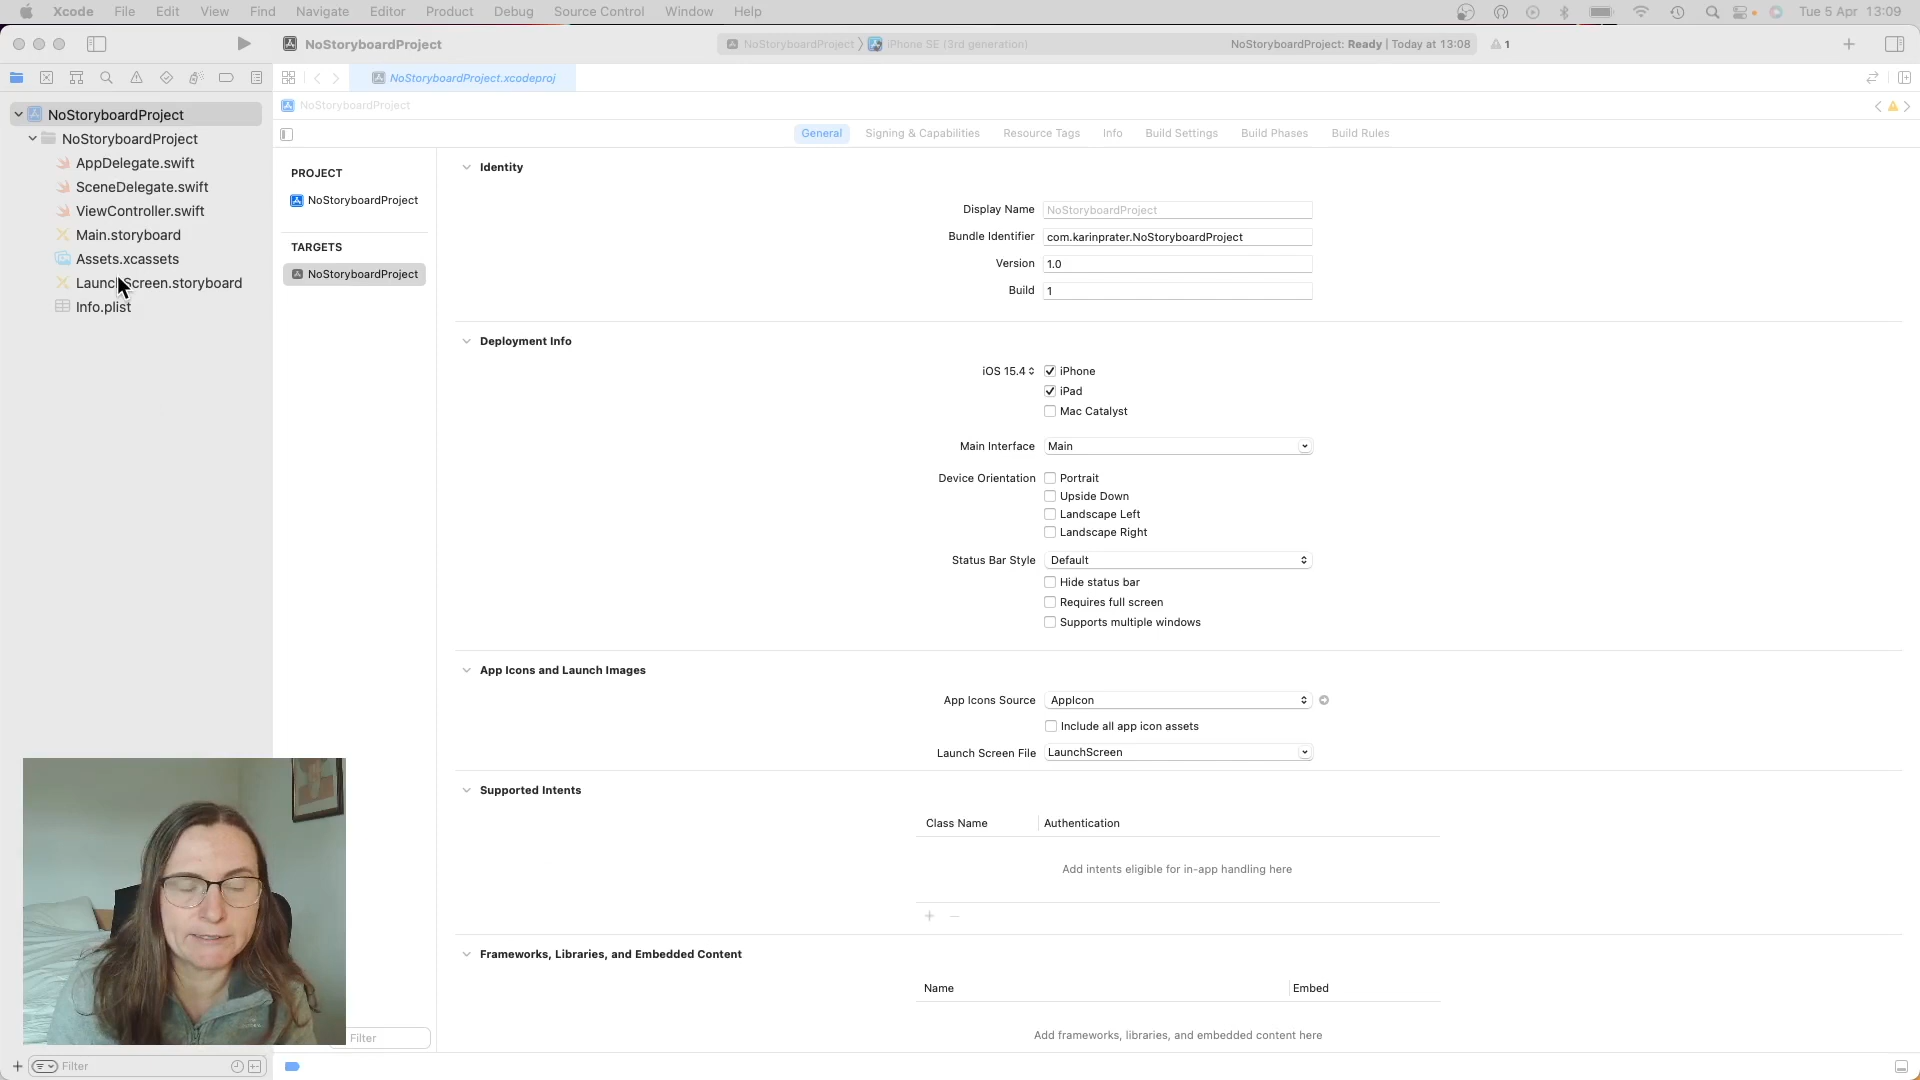 Xcode File Edit View Find Navigate Editor Product Debug Source Control Window Help Tue 5 Apr 13:09
NoStoryboardProject NoStoryboardProject iPhone SE (3rd generation) NoStoryboardProject: Ready | Today at 13:08 1
NoStoryboardProject.xcodeproj
NoStoryboardProject
NoStoryboardProject
NoStoryboardProject
AppDelegate.swift
SceneDelegate.swift
ViewController.swift
Main.storyboard
Assets.xcassets
LaunchScreen.storyboard
Info.plist
General Signing & Capabilities Resource Tags Info Build Settings Build Phases Build Rules
PROJECT
NoStoryboardProject
TARGETS
NoStoryboardProject
Identity
Display Name NoStoryboardProject
Bundle Identifier com.karinprater.NoStoryboardProject
Version 1.0
Build 1
Deployment Info
iOS 15.4 iPhone
iPad
Mac Catalyst
Main Interface Main
Device Orientation Portrait
Upside Down
Landscape Left
Landscape Right
Status Bar Style Default
Hide status bar
Requires full screen
Supports multiple windows
App Icons and Launch Images
App Icons Source AppIcon
Include all app icon assets
Launch Screen File LaunchScreen
Supported Intents
Class Name Authentication
Add intents eligible for in-app handling here
Frameworks, Libraries, and Embedded Content
Name Embed
Add frameworks, libraries, and embedded content here
Filter
Filter